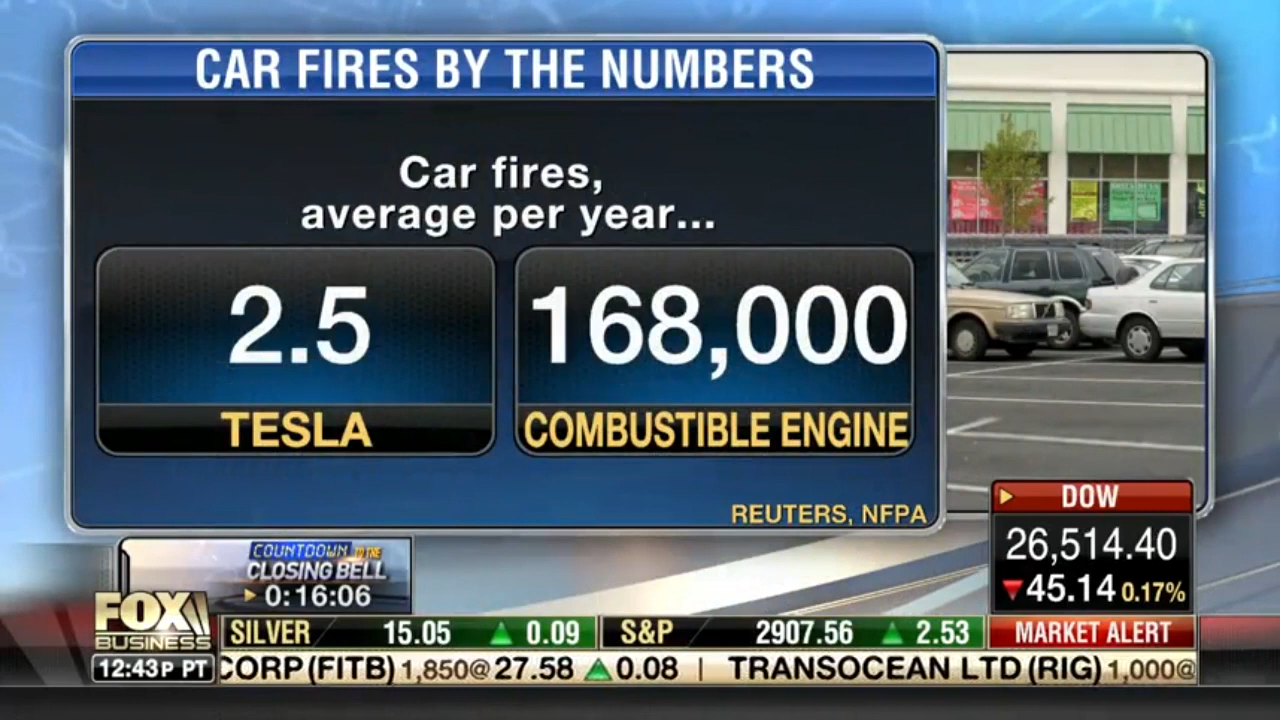 CAR FIRES BY THE NUMBERS
Car fires,
average per year...
2.5
TESLA
168,000
COMBUSTIBLE ENGINE
REUTERS, NFPA
DOW
26,514.40
45.14 0.17%
MARKET ALERT
COUNTDOWN TO THE
CLOSING BELL
0:16:06
FOX
BUSINESS
12:43P PT
SILVER 15.05 0.09 S&P 2907.56 2.53
CORP (FITB) 1,850@27.58 0.08 | TRANSOCEAN LTD (RIG) 1,000@